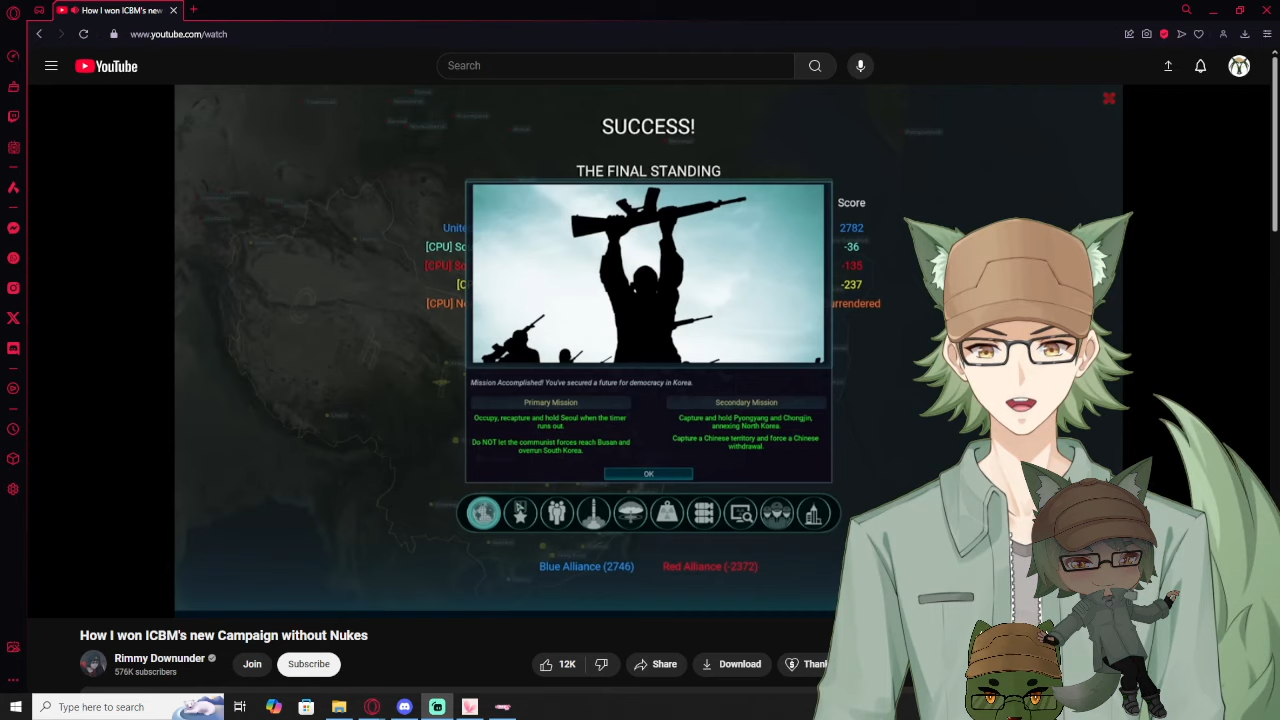 How I won ICBM's new
www.youtube.com/watch
YouTube
Search
SUCCESS!
THE FINAL STANDING
Score
Unite
2782
[CPU] So
-36
[CPU] So
-135
[C
-237
[CPU] No
urrendered
Mission Accomplished! You've secured a future for democracy in Korea.
Primary Mission
Secondary Mission
Occupy, recapture and hold Seoul when the timer
runs out.
Do NOT let the communist forces reach Busan and
overrun South Korea.
Capture and hold Pyongyang and Chongjin,
annexing North Korea.
Capture a Chinese territory and force a Chinese
withdrawal.
OK
Blue Alliance (2746)
Red Alliance (-2372)
How I won ICBM's new Campaign without Nukes
Rimmy Downunder
576K subscribers
Join
Subscribe
12K
Share
Download
Thank
Type here to search